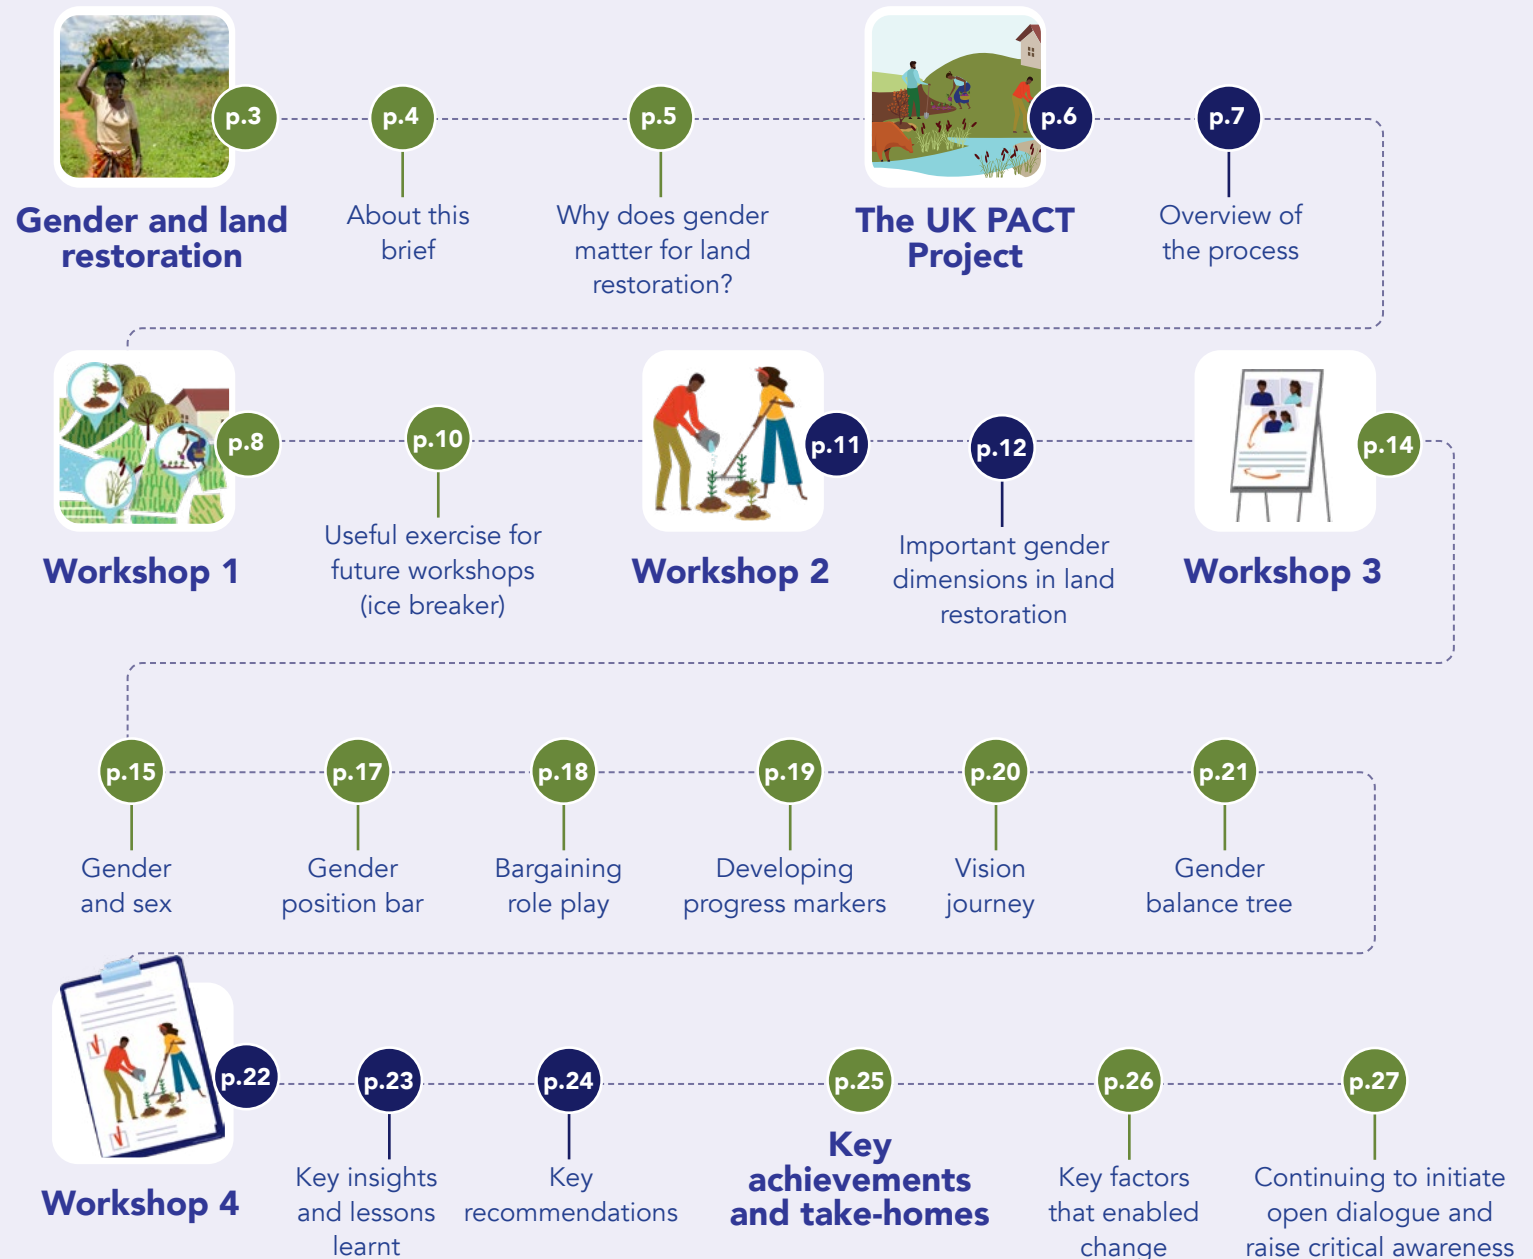 p.3
Gender and land
restoration
p.4
About this
brief
p.5
Why does gender
matter for land
restoration?
p.6
The UK PACT
Project
p.7
Overview of
the process
p.8
Workshop 1
p.10
Useful exercise for
future workshops
(ice breaker)
p.11
Workshop 2
p.12
Important gender
dimensions in land
restoration
p.14
Workshop 3
p.15
Gender
and sex
p.17
Gender
position bar
p.18
Bargaining
role play
p.19
Developing
progress markers
p.20
Vision
journey
p.21
Gender
balance tree
p.22
Workshop 4
p.23
Key insights
and lessons
learnt
p.24
Key
recommendations
p.25
Key
achievements
and take-homes
p.26
Key factors
that enabled
change
p.27
Continuing to initiate
open dialogue and
raise critical awareness